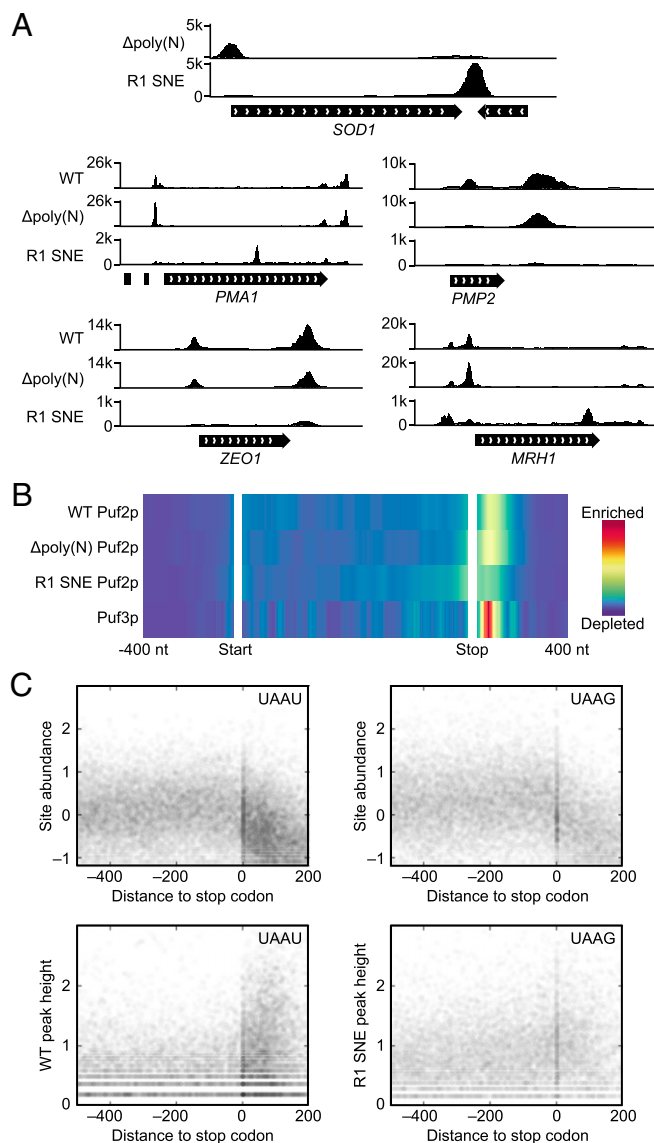 A
5k
Δpoly(N)
5k
R1 SNE
0
SOD1
26k
10k
WT
26k
10k
Δpoly(N)
2k
1k
R1 SNE
0
0
PMA1
PMP2
14k
20k
WT
14k
20k
Δpoly(N)
1k
1k
R1 SNE
0
0
ZEO1
MRH1
B
WT Puf2p
Δpoly(N) Puf2p
R1 SNE Puf2p
Puf3p
-400 nt
Start
Stop
400 nt
Enriched
Depleted
C
UAAU
Site abundance
2
1
0
−1
−400
−200
0
200
Distance to stop codon
UAAG
Site abundance
2
1
0
−1
−400
−200
0
200
Distance to stop codon
UAAU
WT peak height
2
1
0
−400
−200
0
200
Distance to stop codon
UAAG
R1 SNE peak height
2
1
0
−400
−200
0
200
Distance to stop codon